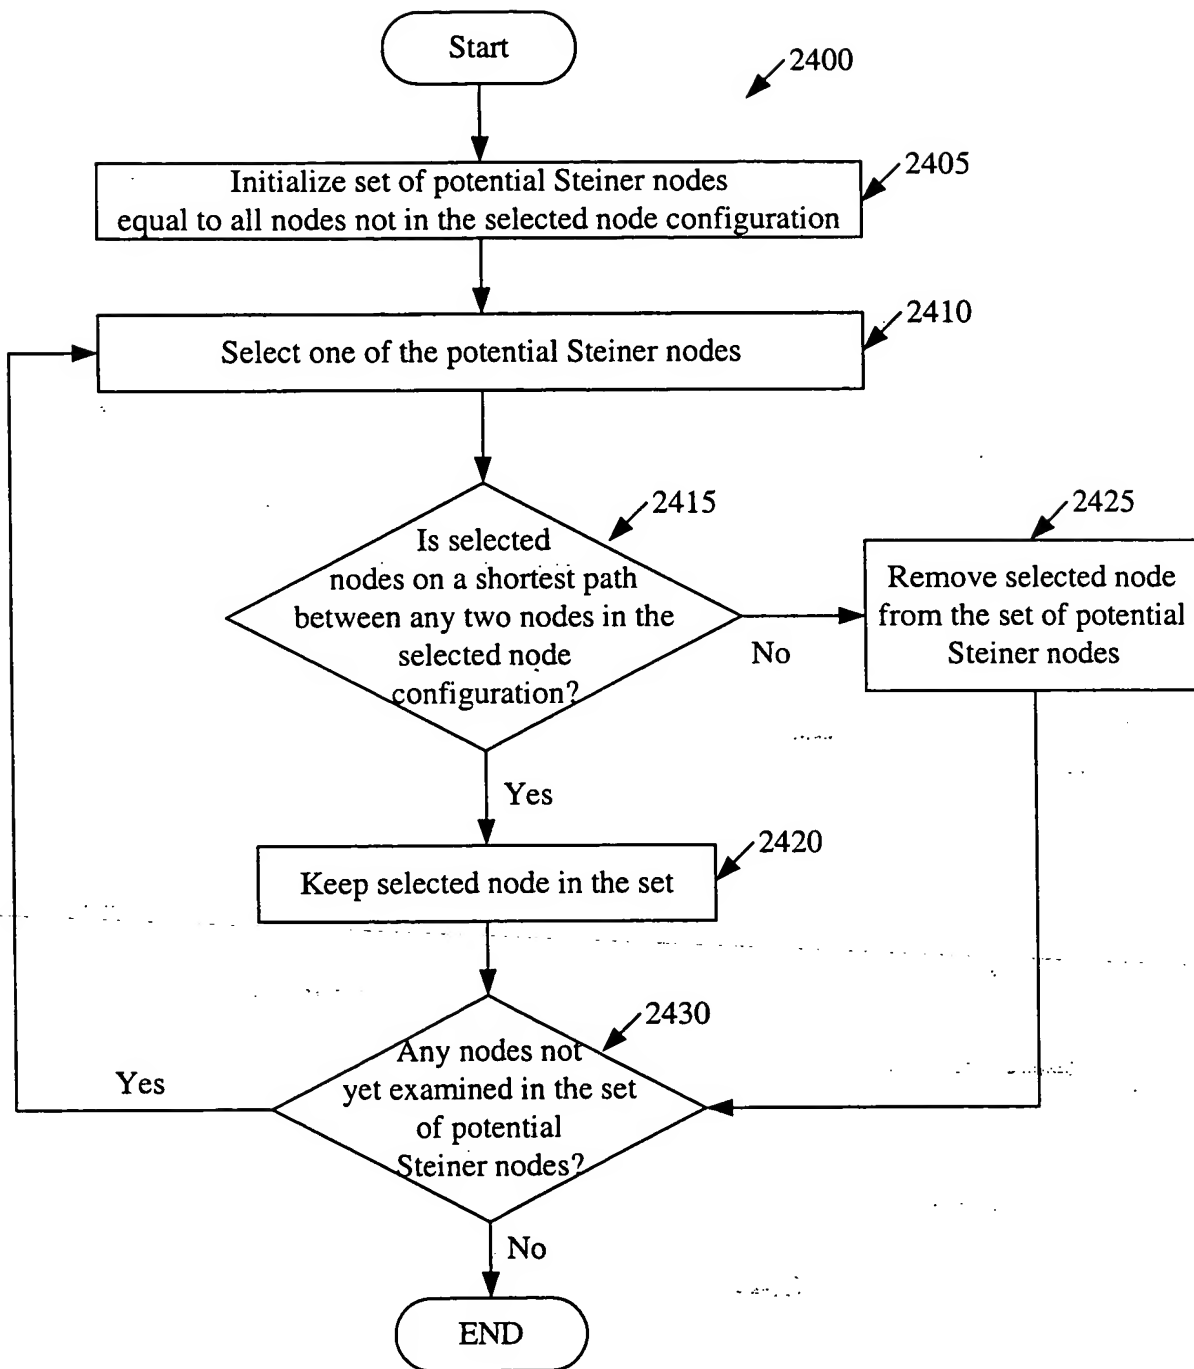 Start
2400
2405
Initialize set of potential Steiner nodes
equal to all nodes not in the selected node configuration
2410
Select one of the potential Steiner nodes
2415
Is selected
nodes on a shortest path
between any two nodes in the
selected node
configuration?
No
2425
Remove selected node
from the set of potential
Steiner nodes
Yes
2420
Keep selected node in the set
2430
Any nodes not
yet examined in the set
of potential
Steiner nodes?
Yes
No
END